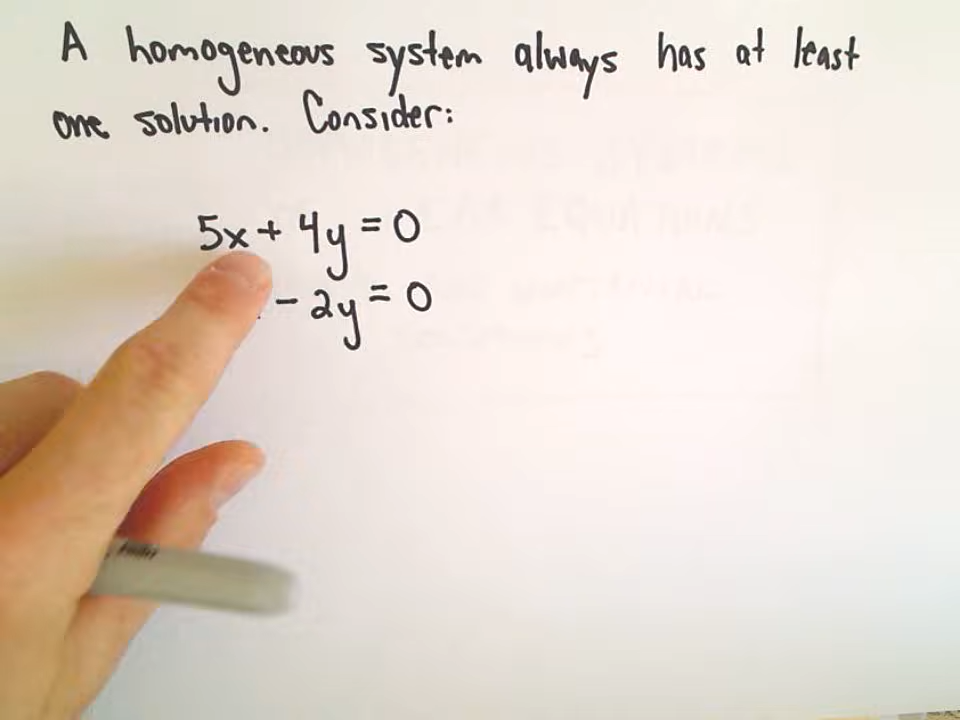 A homogeneous system always has at least
one solution. Consider:
5x + 4y = 0
- 2y = 0